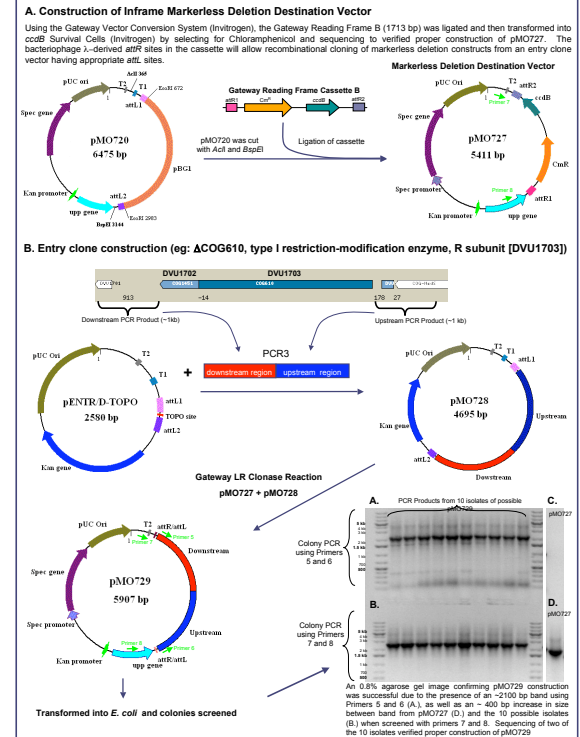 A. Construction of Inframe Markerless Deletion Destination Vector
Using the Gateway Vector Conversion System (Invitrogen), the Gateway Reading Frame B (1713 bp) was ligated and then transformed into
ccdB Survival Cells (Invitrogen) by selecting for Chloramphenicol and sequencing to verified proper construction of pMO727. The
bacteriophage λ-derived att sites in the cassette will allow recombinational cloning of markerless deletion constructs from an entry clone
vector having appropriate attL sites.
Markerless Deletion Destination Vector
AclI 365
pUC Ori
1
T2
T1
attL1
EcoRI 672
Spec gene
pMO720
6475 bp
pBG1
Kan promoter
upp gene
attL2
EcoRI 2983
BspEI 3144
Gateway Reading Frame Cassette B
attR1
CmR
ccdB
attR2
pMO720 was cut
with AclI and BspEI
Ligation of cassette
pUC Ori
1
T2
T1
attR2
Primer 7
ccdB
Spec gene
pMO727
5411 bp
CmR
Spec promoter
attR1
Primer 8
Kan promoter
upp gene
B. Entry clone construction (eg: ΔCOG610, type I restriction-modification enzyme, R subunit [DVU1703])
DVU1702
DVU1703
DVU1701
COG610
913
-14
178
27
Downstream PCR Product (~1kb)
Upstream PCR Product (~1 kb)
PCR3
+
downstream region
upstream region
pUC Ori
1
T2
T1
attL1
TOPO site
attL2
pENTR/D-TOPO
2580 bp
Kan gene
pUC Ori
1
T2
T1
attL1
pMO728
4695 bp
Upstream
Kan gene
attL2
Dowstream
Gateway LR Clonase Reaction
pMO727 + pMO728
pUC Ori
1
T2
attR/attL
Primer 7
Primer 5
Downstream
Spec gene
pMO729
5907 bp
Spec promoter
Upstream
Primer 8
Primer 6
Kan promoter
upp gene
attR/attL
Transformed into E. coli and colonies screened
A.
PCR Products from 10 isolates of possible
pMO729
C.
pMO727
Colony PCR
using Primers
5 and 6
B.
D.
pMO727
Colony PCR
using Primers
7 and 8
An 0.8% agarose gel image confirming pMO729 construction
was successful due to the presence of an ~2100 bp band using
Primers 5 and 6 (A.), as well as an ~ 400 bp increase in size
between band from pMO727 (D.) and the 10 possible isolates
(B.) when screened with primers 7 and 8. Sequencing of two of
the 10 isolates verified proper construction of pMO729